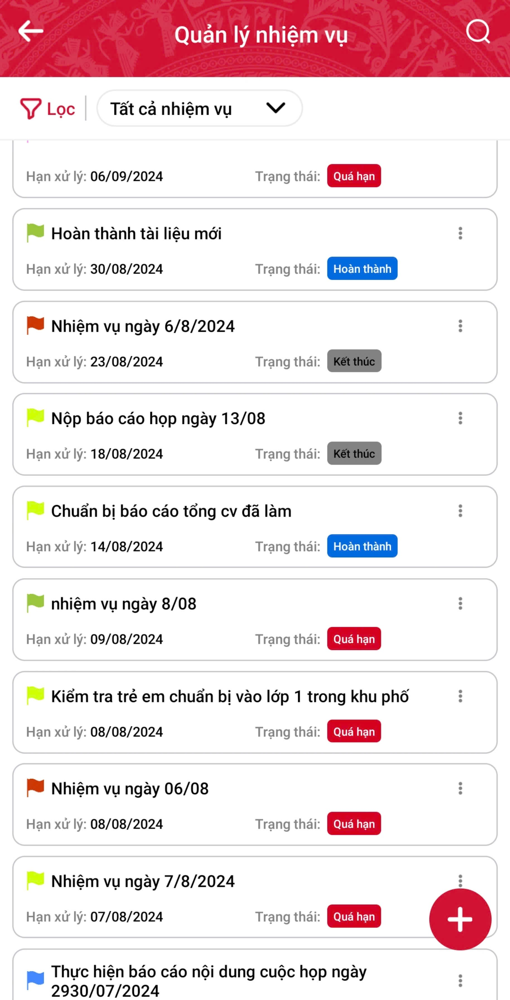 Quản lý nhiệm vụ
Lọc
Tất cả nhiệm vụ
Hạn xử lý: 06/09/2024 Trạng thái: Quá hạn
Hoàn thành tài liệu mới
Hạn xử lý: 30/08/2024 Trạng thái: Hoàn thành
Nhiệm vụ ngày 6/8/2024
Hạn xử lý: 23/08/2024 Trạng thái: Kết thúc
Nộp báo cáo họp ngày 13/08
Hạn xử lý: 18/08/2024 Trạng thái: Kết thúc
Chuẩn bị báo cáo tổng cv đã làm
Hạn xử lý: 14/08/2024 Trạng thái: Hoàn thành
nhiệm vụ ngày 8/08
Hạn xử lý: 09/08/2024 Trạng thái: Quá hạn
Kiểm tra trẻ em chuẩn bị vào lớp 1 trong khu phố
Hạn xử lý: 08/08/2024 Trạng thái: Quá hạn
Nhiệm vụ ngày 06/08
Hạn xử lý: 08/08/2024 Trạng thái: Quá hạn
Nhiệm vụ ngày 7/8/2024
Hạn xử lý: 07/08/2024 Trạng thái: Quá hạn
Thực hiện báo cáo nội dung cuộc họp ngày
2930/07/2024